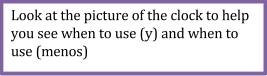 Look at the picture of the clock to help
you see when to use (y) and when to
use (menos)